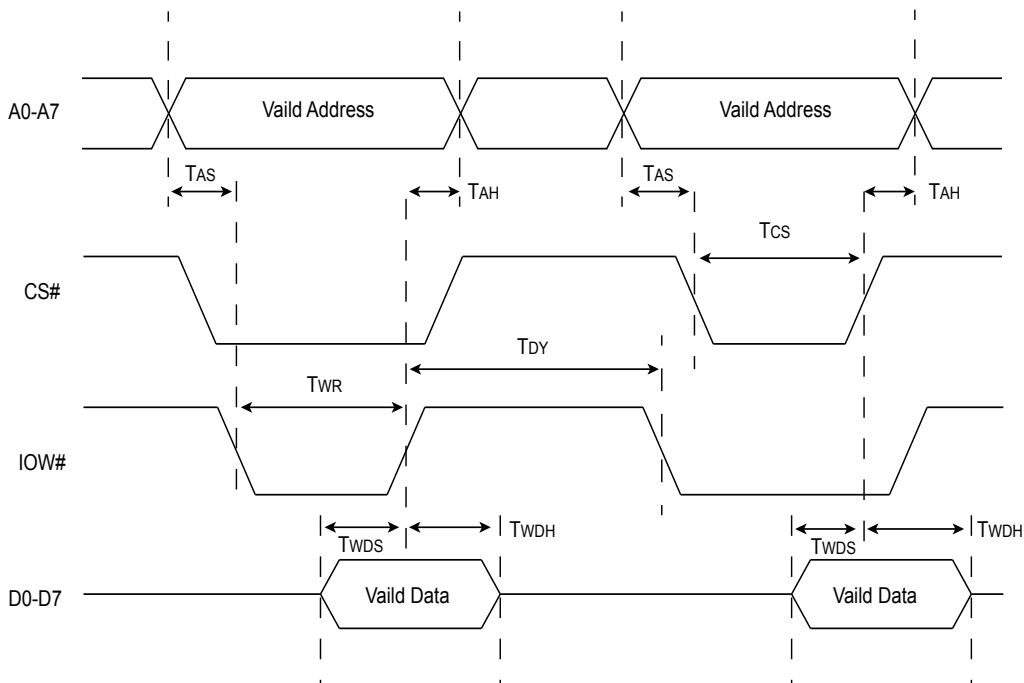 A0-A7
Vaild Address
Vaild Address
TAS
TAH
TAS
TAH
TCS
CS#
TDY
TWR
IOW#
TWDS
TWDH
TWDS
TWDH
D0-D7
Vaild Data
Vaild Data